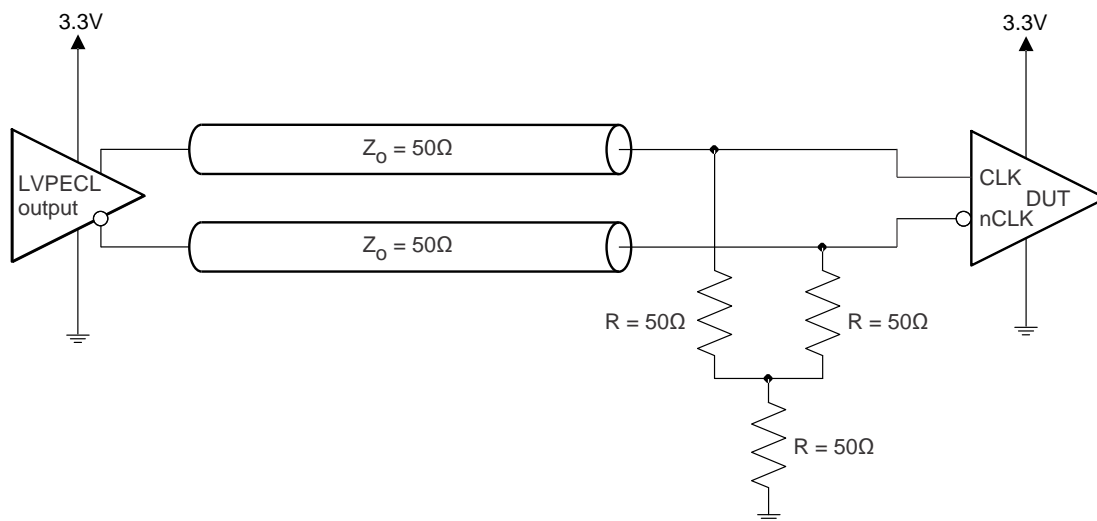 3.3V
3.3V
Zo = 50Ω
LVPECL
output
CLK
DUT
nCLK
Zo = 50Ω
R = 50Ω
R = 50Ω
R = 50Ω